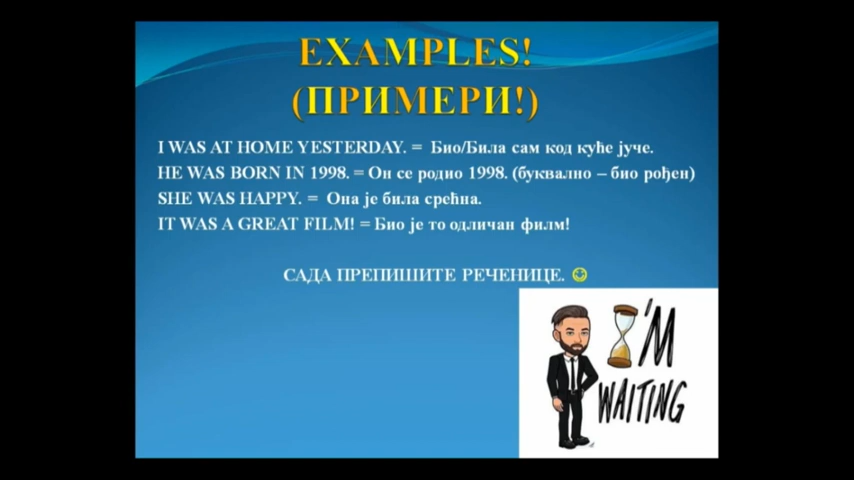 EXAMPLES!
(ПРИМЕРИ!)
I WAS AT HOME YESTERDAY. = Био/Била сам код куће јуче.
HE WAS BORN IN 1998. = Он се родио 1998. (буквално – био рођен)
SHE WAS HAPPY. = Она је била срећна.
IT WAS A GREAT FILM! = Био је то одличан филм!
САДА ПРЕПИШИТЕ РЕЧЕНИЦЕ. ☺
I'M
WAITING